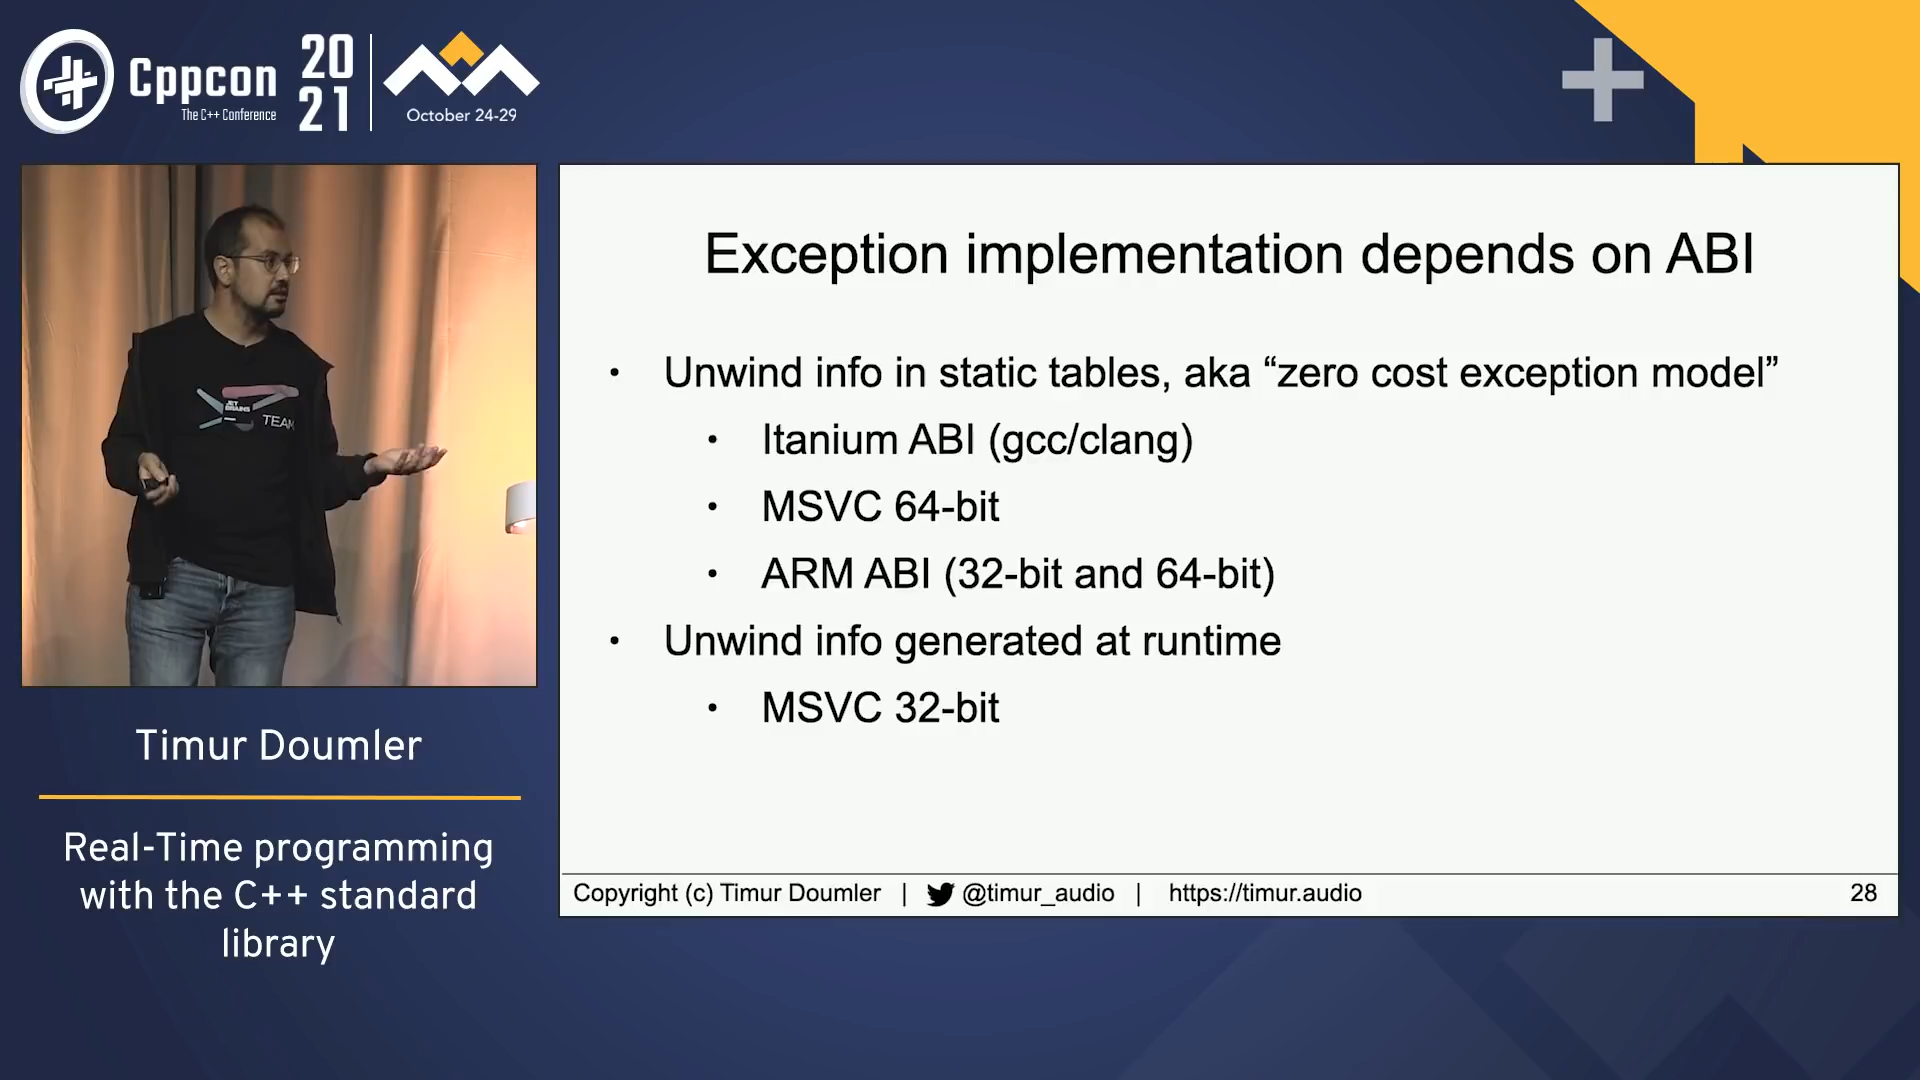 Cppcon
The C++ Conference
20
21
October 24-29
JET
BRAINS
TEAM
Timur Doumler
Real-Time programming
with the C++ standard
library
Exception implementation depends on ABI
• Unwind info in static tables, aka “zero cost exception model”
• Itanium ABI (gcc/clang)
• MSVC 64-bit
• ARM ABI (32-bit and 64-bit)
• Unwind info generated at runtime
• MSVC 32-bit
Copyright (c) Timur Doumler | @timur_audio | https://timur.audio 28